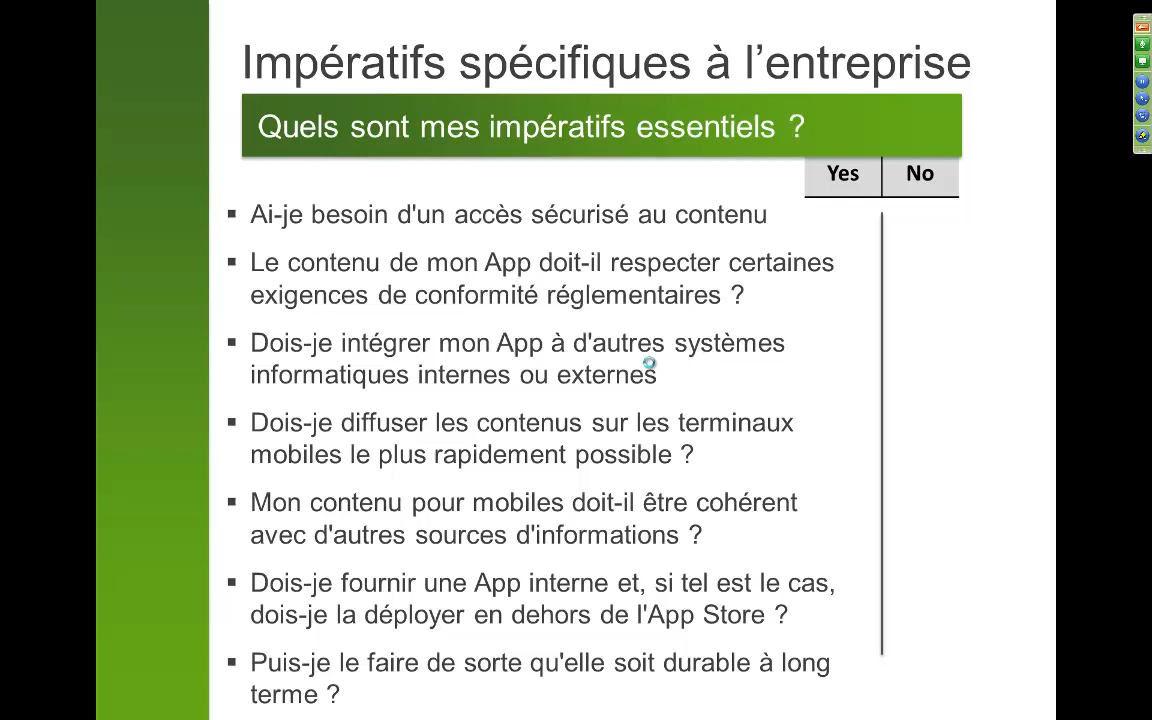 Impératifs spécifiques à l’entreprise
Quels sont mes impératifs essentiels ?
Yes No
▪ Ai-je besoin d'un accès sécurisé au contenu
▪ Le contenu de mon App doit-il respecter certaines
exigences de conformité réglementaires ?
▪ Dois-je intégrer mon App à d'autres systèmes
informatiques internes ou externes
▪ Dois-je diffuser les contenus sur les terminaux
mobiles le plus rapidement possible ?
▪ Mon contenu pour mobiles doit-il être cohérent
avec d'autres sources d'informations ?
▪ Dois-je fournir une App interne et, si tel est le cas,
dois-je la déployer en dehors de l'App Store ?
▪ Puis-je le faire de sorte qu'elle soit durable à long
terme ?